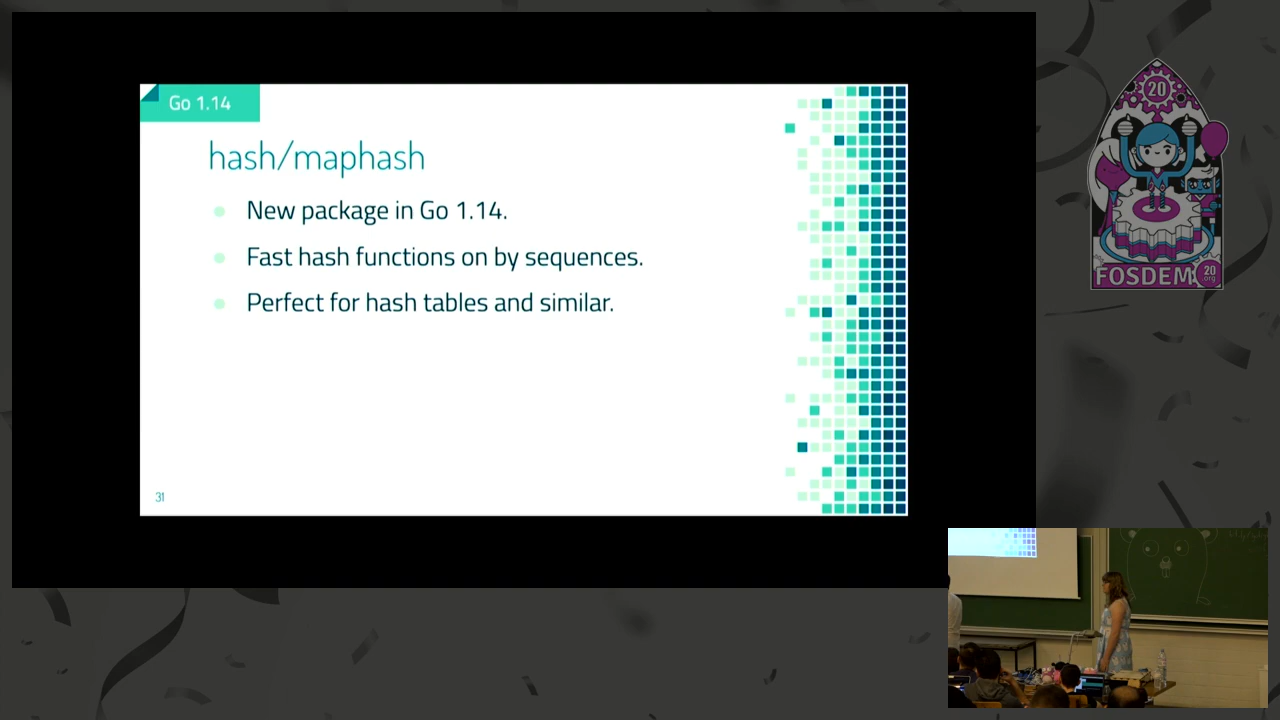 Go 1.14
hash/maphash
New package in Go 1.14.
Fast hash functions on by sequences.
Perfect for hash tables and similar.
31
20
FOSDEM
20
.org